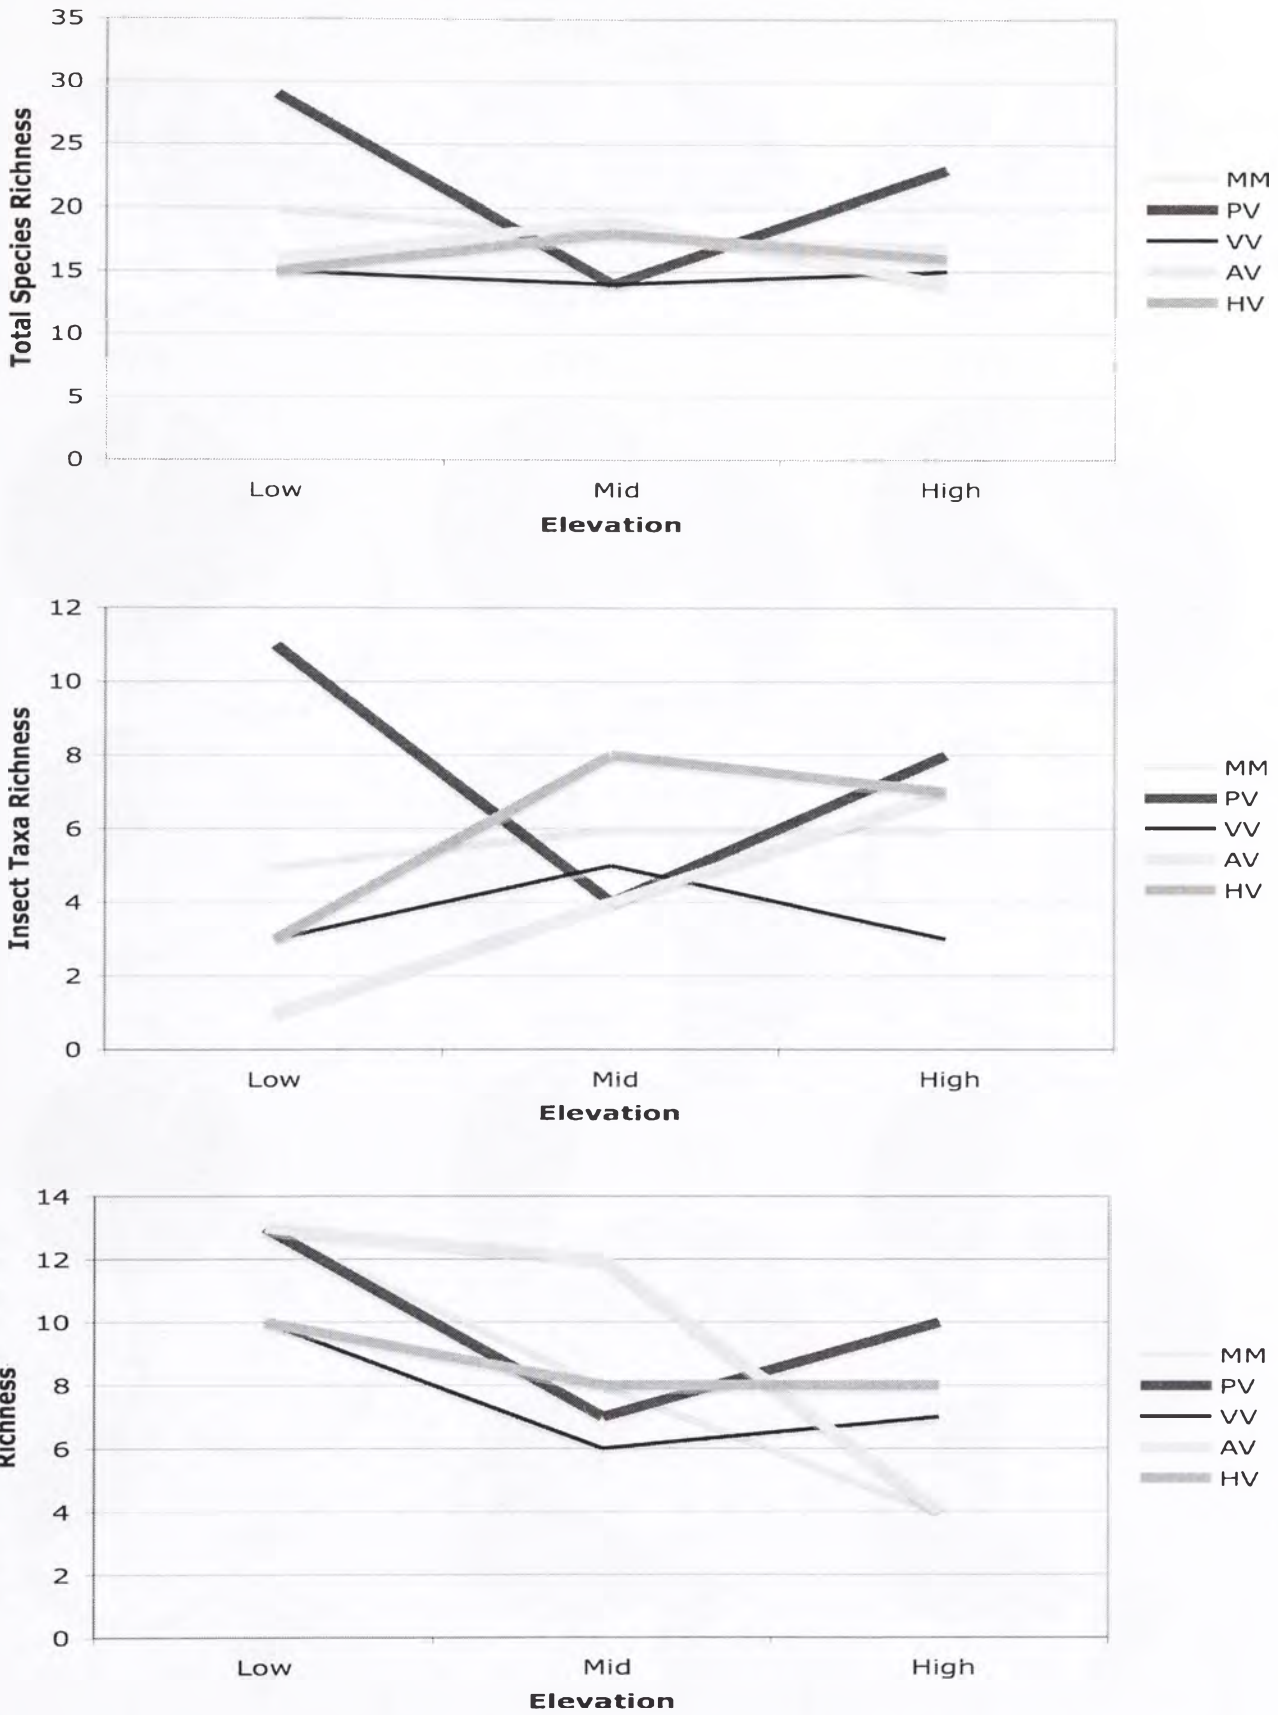 35
30
25
20
15
10
5
0
Total Species Richness
Low Mid High
Elevation
MM
PV
VV
AV
HV
12
10
8
6
4
2
0
Insect Taxa Richness
Low Mid High
Elevation
MM
PV
VV
AV
HV
14
12
10
8
6
4
2
0
Richness
Low Mid High
Elevation
MM
PV
VV
AV
HV